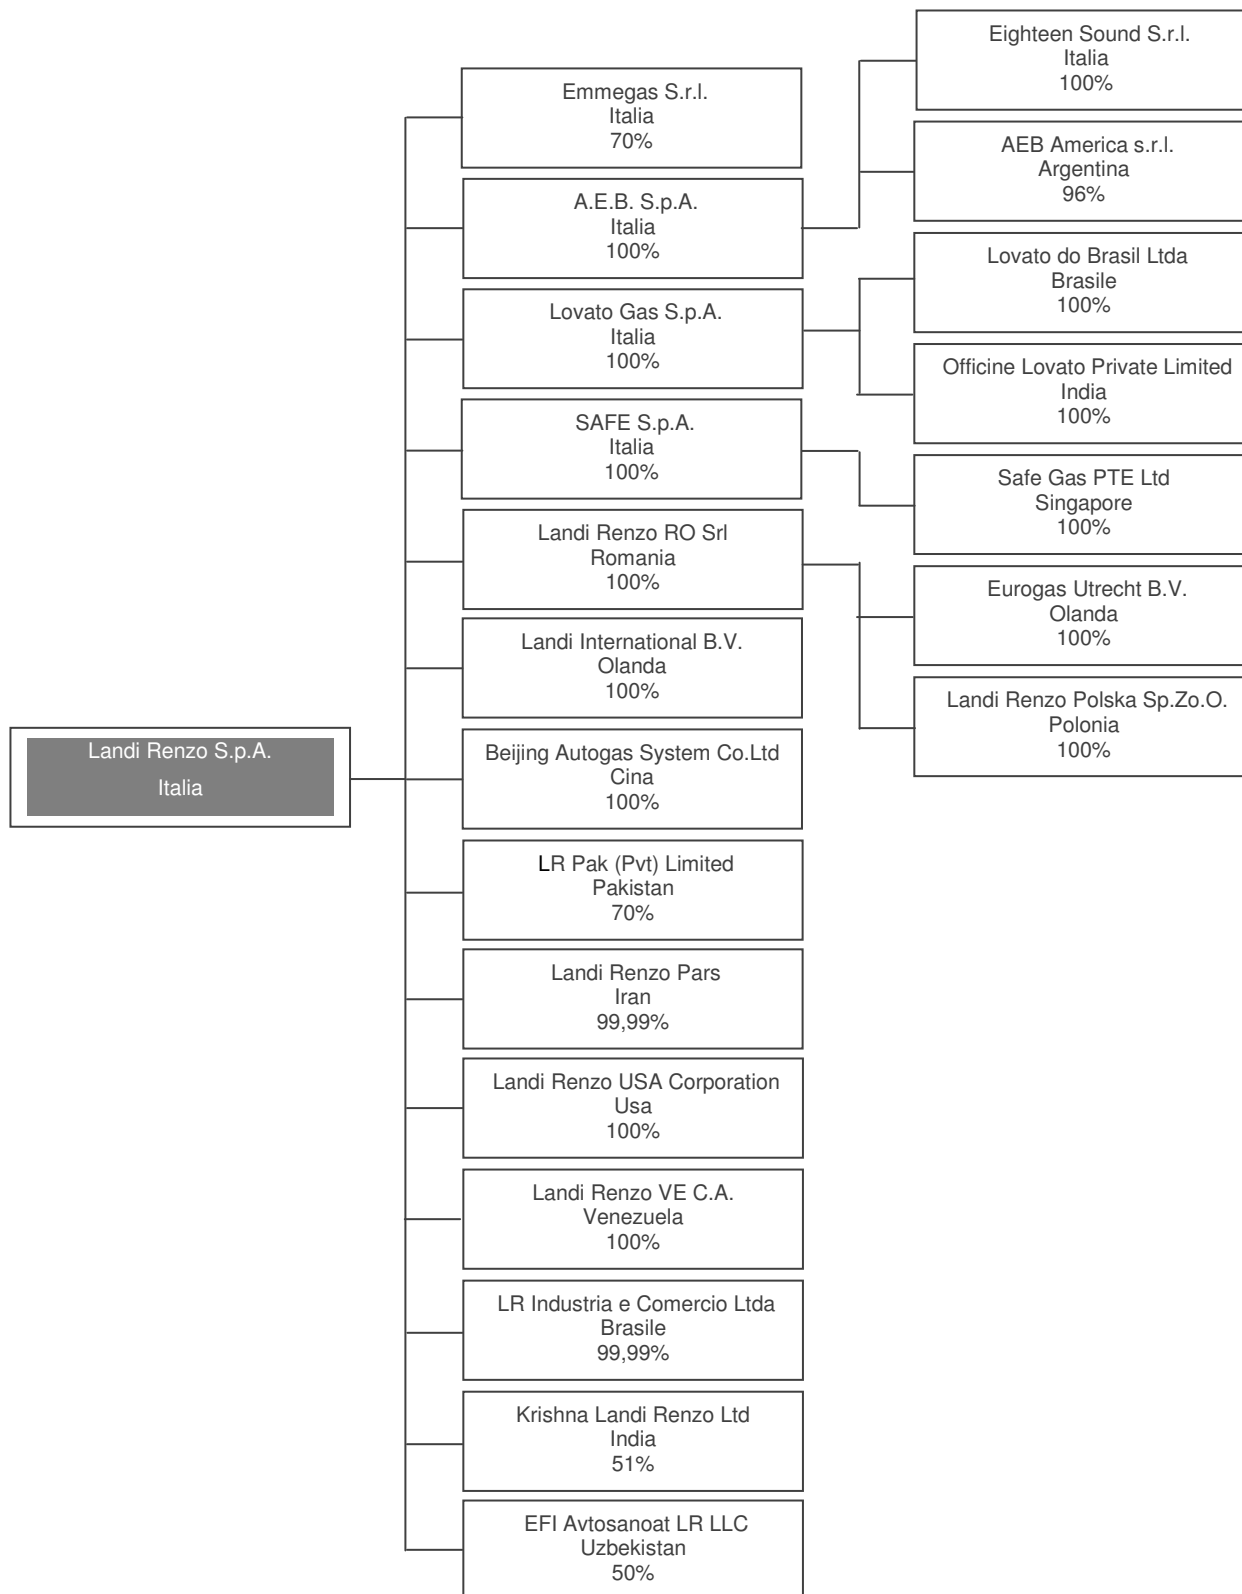 Landi Renzo S.p.A.
Italia
Emmegas S.r.l.
Italia
70%
A.E.B. S.p.A.
Italia
100%
Lovato Gas S.p.A.
Italia
100%
SAFE S.p.A.
Italia
100%
Landi Renzo RO Srl
Romania
100%
Landi International B.V.
Olanda
100%
Beijing Autogas System Co.Ltd
Cina
100%
LR Pak (Pvt) Limited
Pakistan
70%
Landi Renzo Pars
Iran
99,99%
Landi Renzo USA Corporation
Usa
100%
Landi Renzo VE C.A.
Venezuela
100%
LR Industria e Comercio Ltda
Brasile
99,99%
Krishna Landi Renzo Ltd
India
51%
EFI Avtosanoat LR LLC
Uzbekistan
50%
Eighteen Sound S.r.l.
Italia
100%
AEB America s.r.l.
Argentina
96%
Lovato do Brasil Ltda
Brasile
100%
Officine Lovato Private Limited
India
100%
Safe Gas PTE Ltd
Singapore
100%
Eurogas Utrecht B.V.
Olanda
100%
Landi Renzo Polska Sp.Zo.O.
Polonia
100%